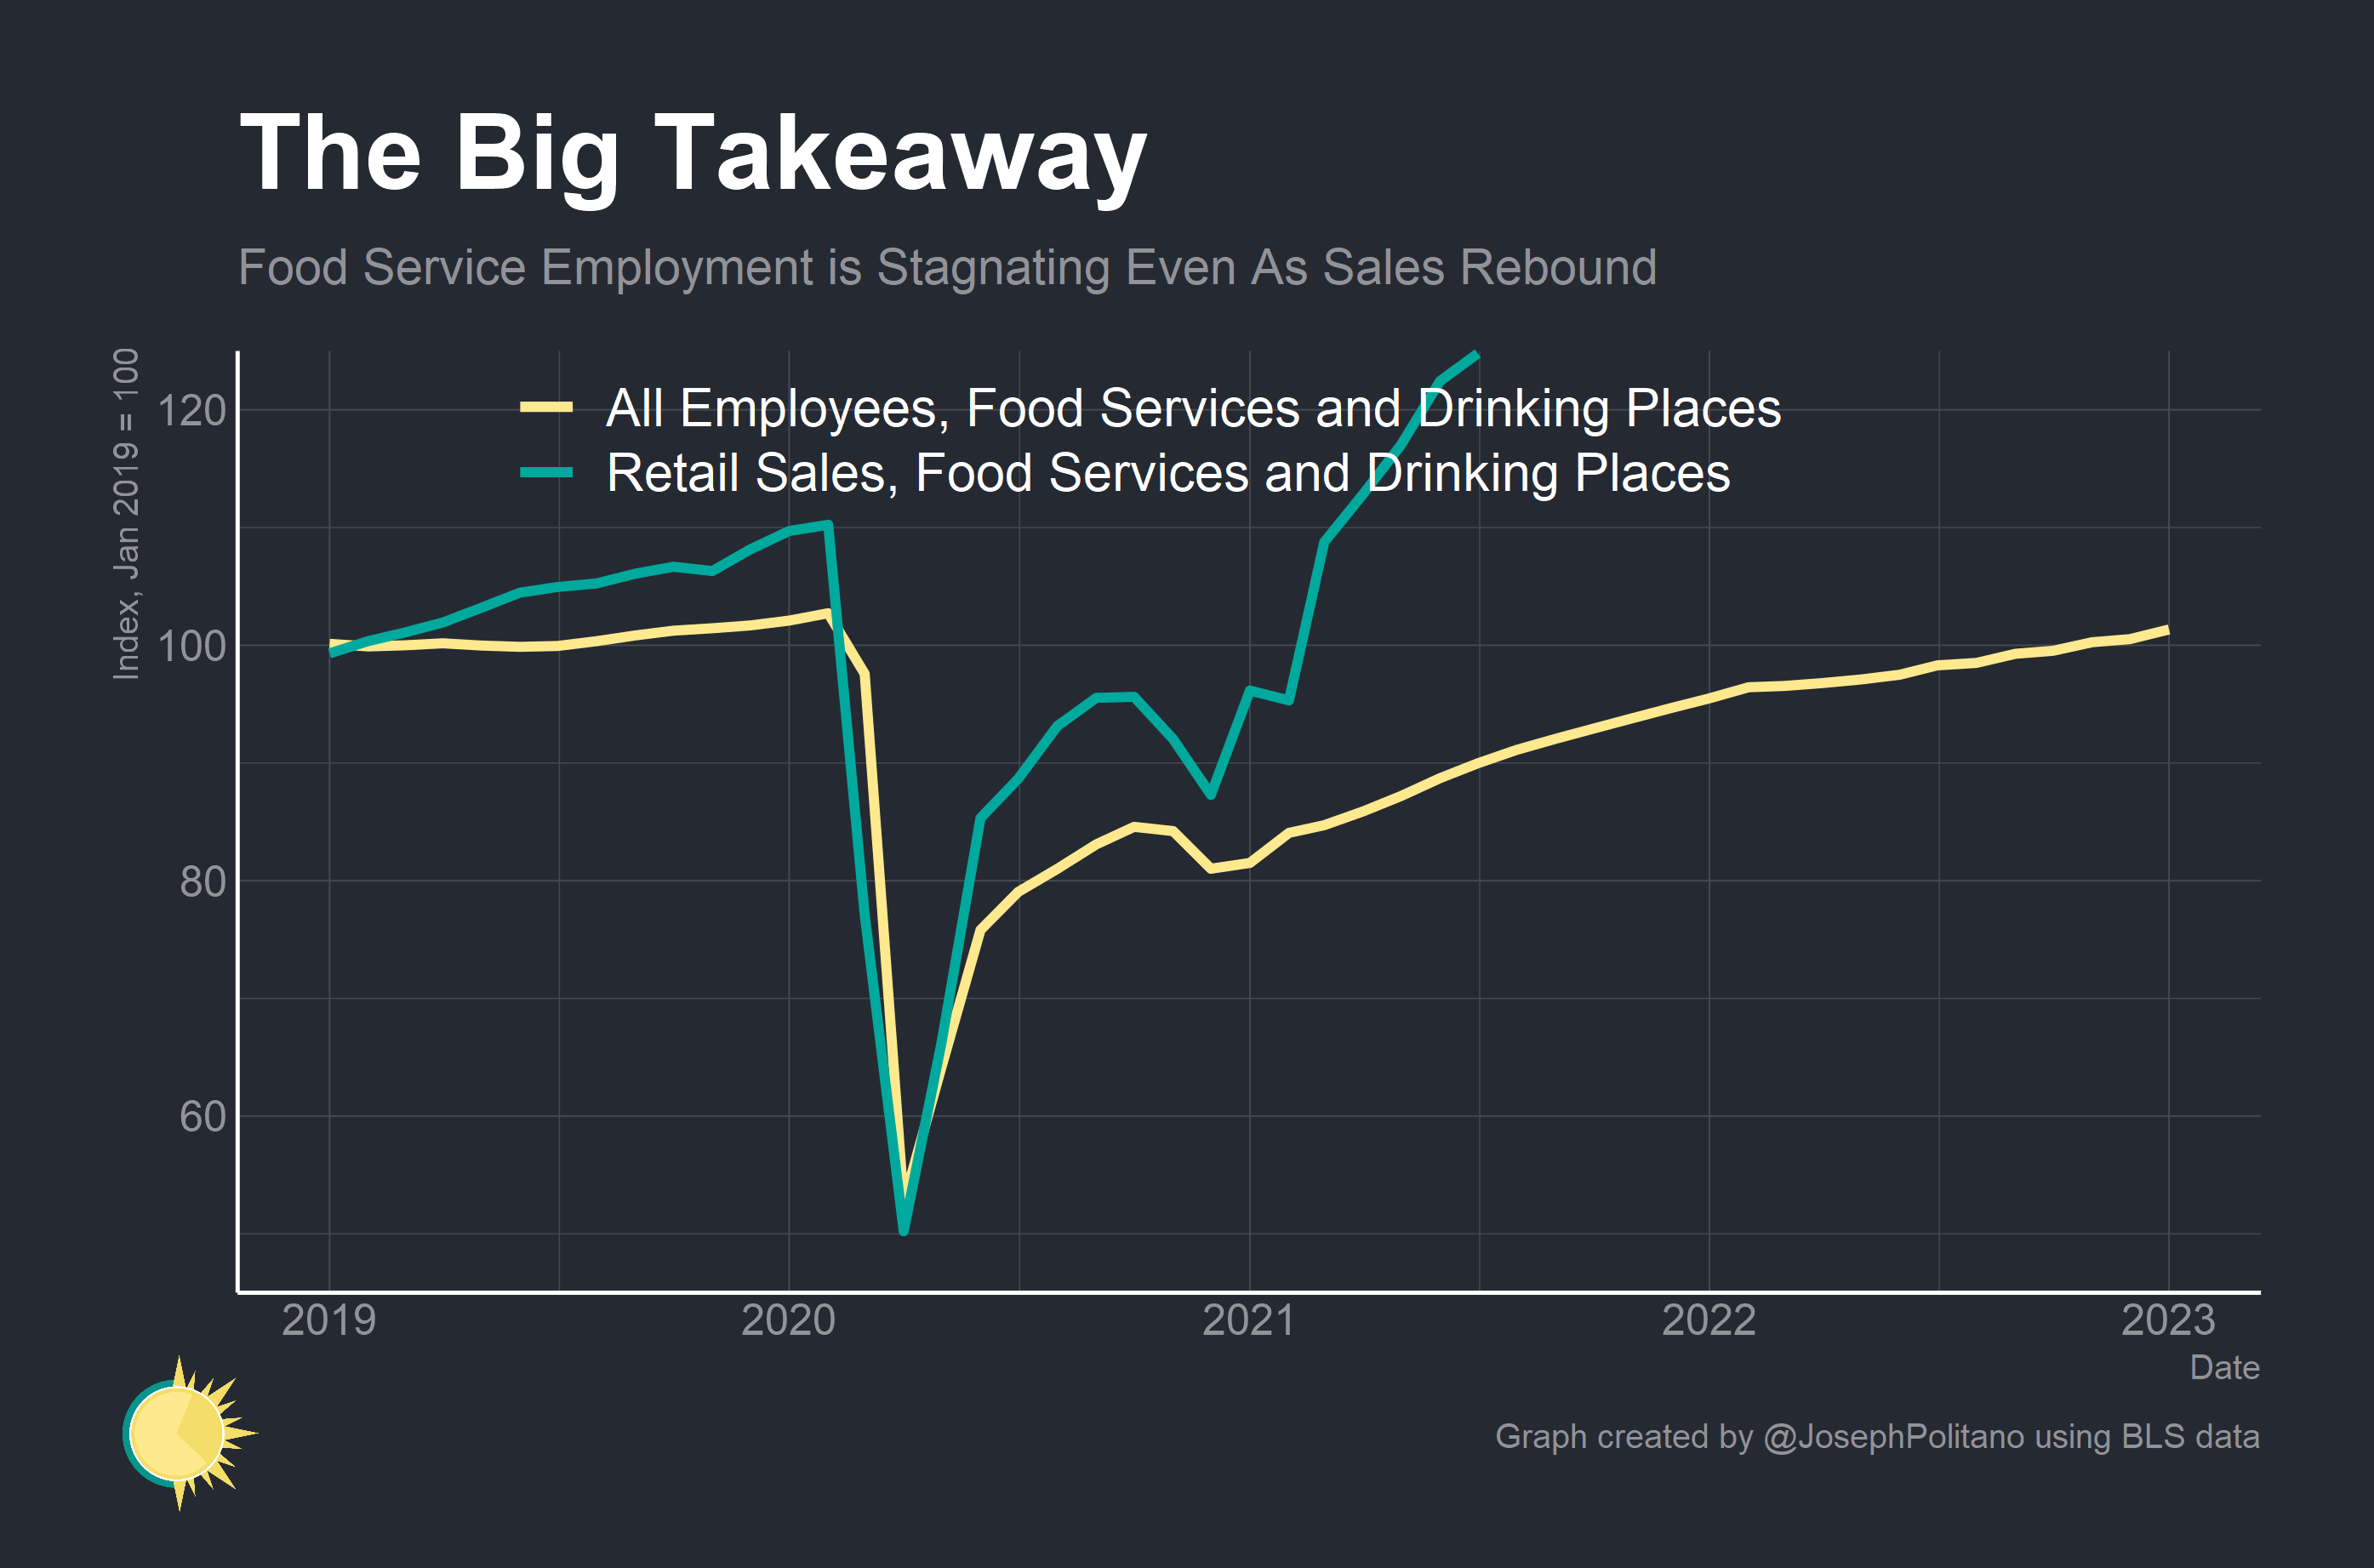 The Big Takeaway
Food Service Employment is Stagnating Even As Sales Rebound
Index, Jan 2019 = 100
All Employees, Food Services and Drinking Places
Retail Sales, Food Services and Drinking Places
120
100
80
60
2019 2020 2021 2022 2023
Date
Graph created by @JosephPolitano using BLS data